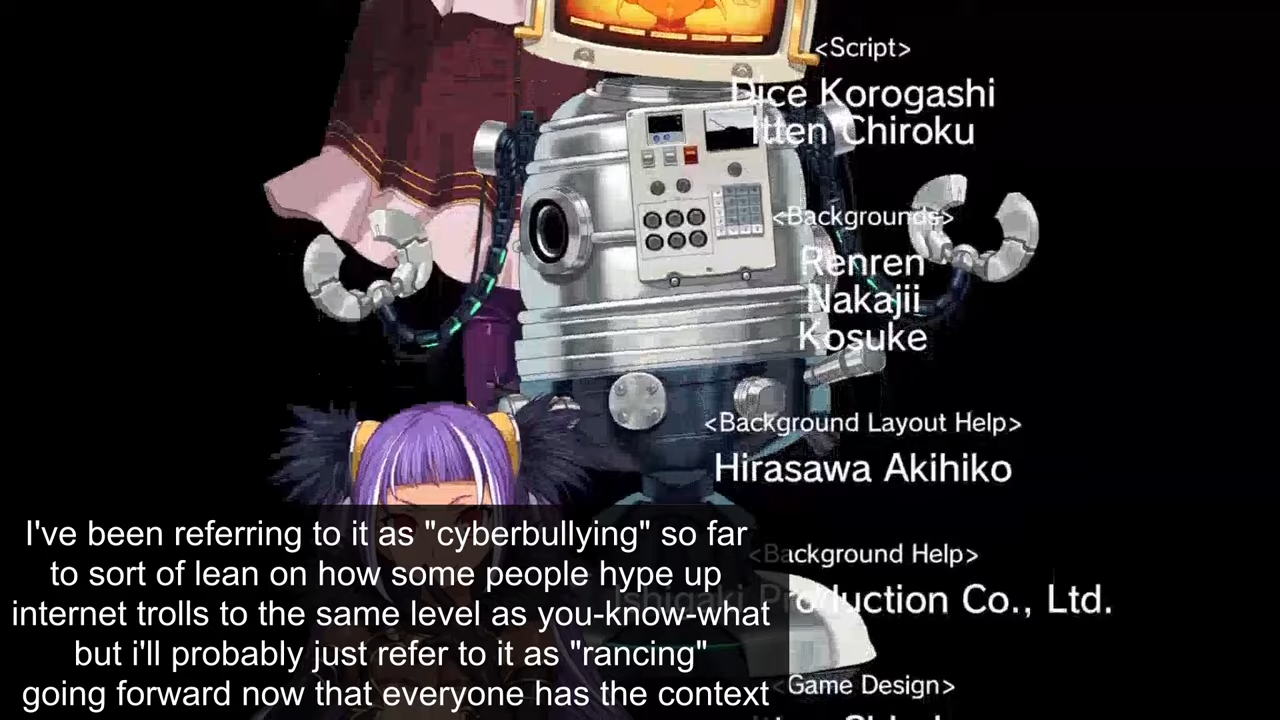 <Script>
Dice Korogashi
Itten Chiroku
<Backgrounds>
Renren
Nakajii
Kosuke
<Background Layout Help>
Hirasawa Akihiko
<Background Help>
Ishigaki Production Co., Ltd.
<Game Design>
I've been referring to it as "cyberbullying" so far
to sort of lean on how some people hype up
internet trolls to the same level as you-know-what
but i'll probably just refer to it as "rancing"
going forward now that everyone has the context